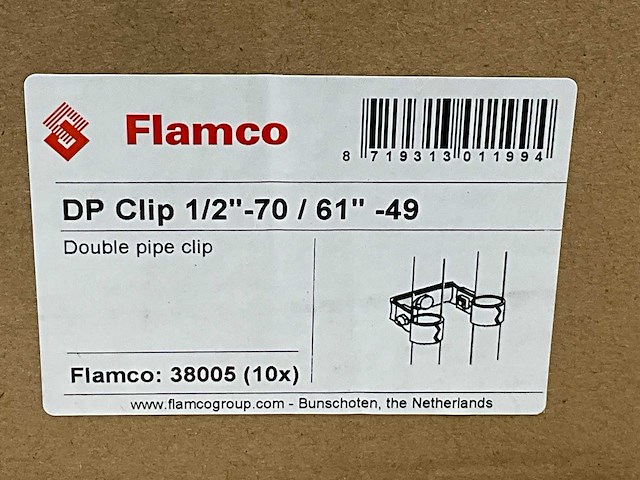 Flamco
8 719313 011994
DP Clip 1/2"-70 / 61" -49
Double pipe clip
Flamco: 38005 (10x)
www.flamcogroup.com - Bunschoten, the Netherlands